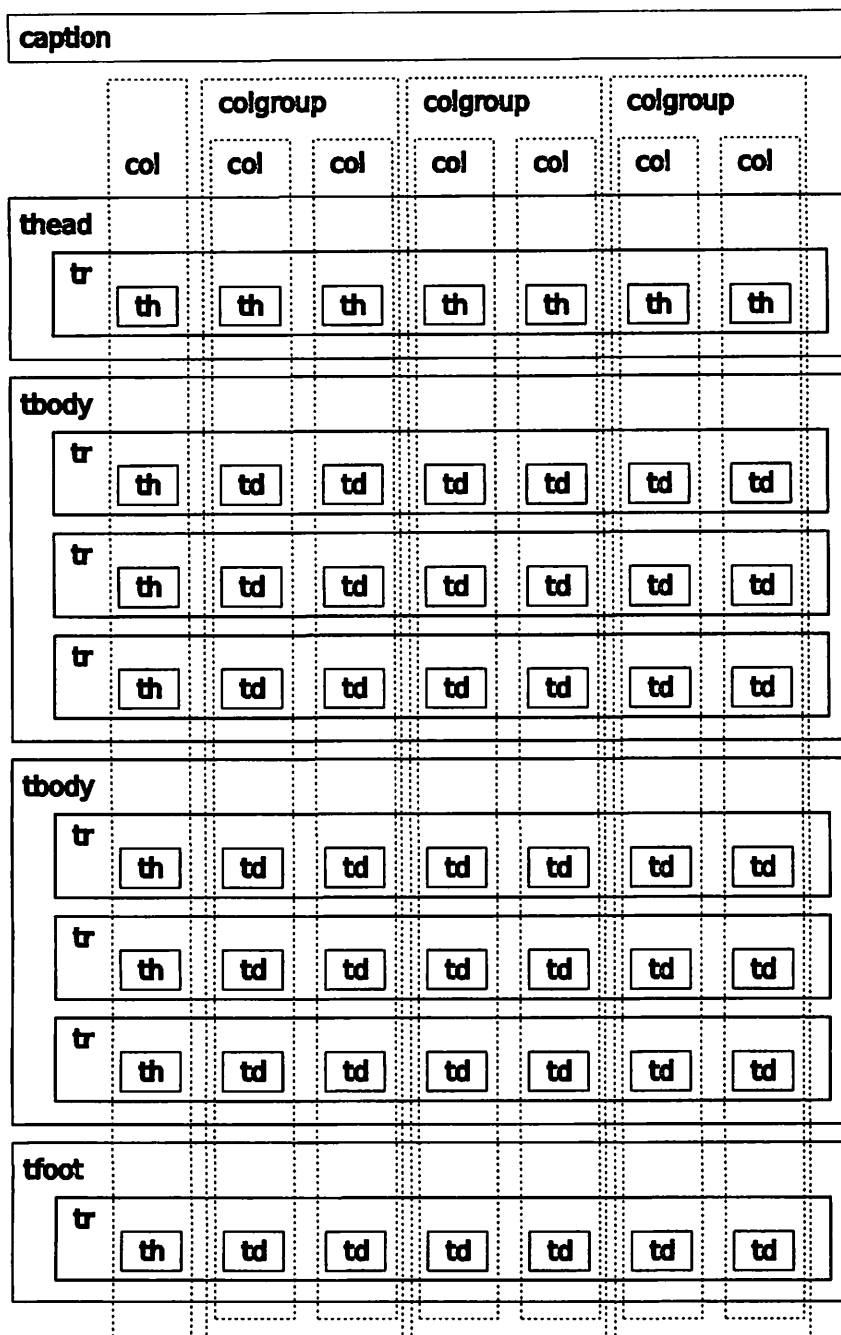 caption
colgroup colgroup colgroup
col col col col col col col
thead
tr
th th th th th th th
tbody
tr
th td td td td td td
tr
th td td td td td td
tr
th td td td td td td
tbody
tr
th td td td td td td
tr
th td td td td td td
tr
th td td td td td td
tfoot
tr
th td td td td td td